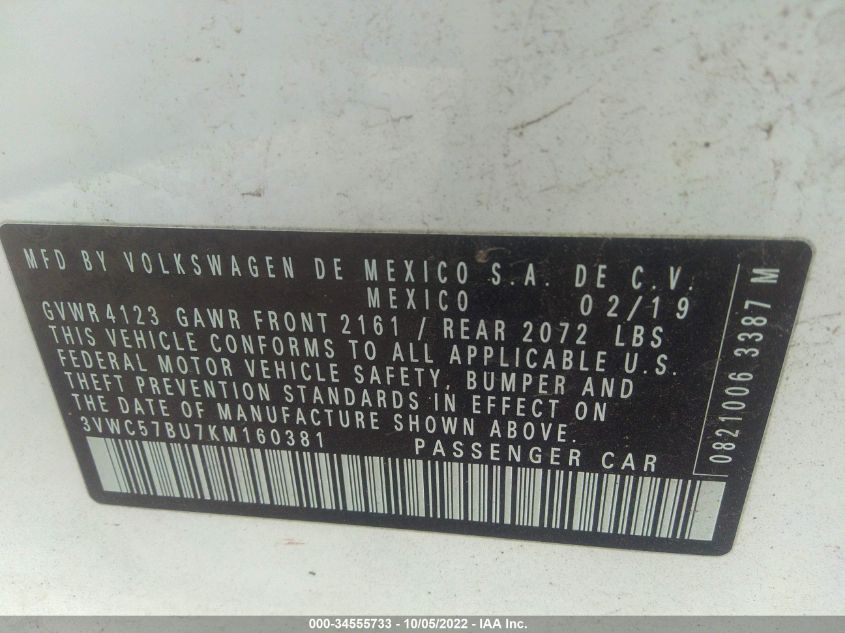 MFD BY VOLKSWAGEN DE MEXICO S.A. DE C.V.
MEXICO 02/19
GVWR4123 GAWR FRONT 2161 / REAR 2072 LBS
THIS VEHICLE CONFORMS TO ALL APPLICABLE U.S.
FEDERAL MOTOR VEHICLE SAFETY, BUMPER AND
THEFT PREVENTION STANDARDS IN EFFECT ON
THE DATE OF MANUFACTURE SHOWN ABOVE.
3VWC57BU7KM160381 PASSENGER CAR
0821006 3387 M
000-34555733 - 10/05/2022 - IAA Inc.